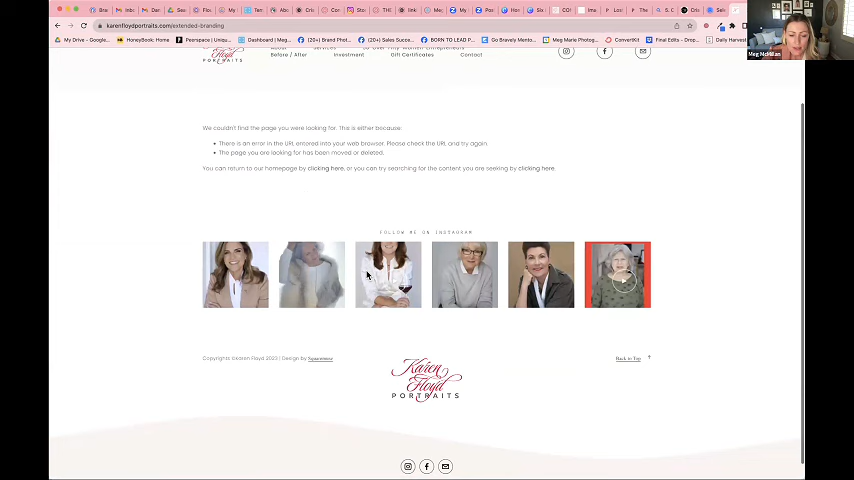 karenfloydportraits.com/extended-branding
My Drive - Goog...
HoneyBook: Home
Peerspace | Uniqu...
Dashboard | Meg...
(20+) Brand Phot...
(20+) Sales Succe...
BORN TO LEAD P...
Go Bravely Mento...
Meg Marie Photog...
ConvertKit
Final Edits - Drop...
Daily Harvest
Meg McMillan
PORTRAITS
Before / After
Investment
Gift Certificates
Contact
We couldn't find the page you were looking for. This is either because:
There is an error in the URL entered into your web browser. Please check the URL and try again.
The page you are looking for has been moved or deleted.
You can return to our homepage by clicking here, or you can try searching for the content you are seeking by clicking here.
FOLLOW ME ON INSTAGRAM
Copyrights ©Karen Floyd 2023 | Design by Squaremuse
Back to Top
Karen
Floyd
PORTRAITS